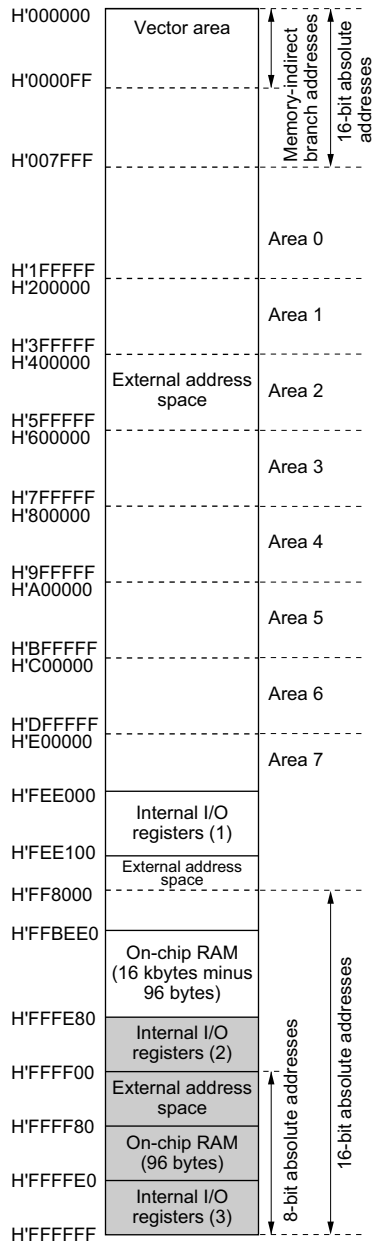 H'000000
Vector area
H'0000FF
Memory-indirect
branch addresses
16-bit absolute
addresses
H'007FFF
Area 0
H'1FFFFF
H'200000
Area 1
H'3FFFFF
H'400000
External address
space
Area 2
H'5FFFFF
H'600000
Area 3
H'7FFFFF
H'800000
Area 4
H'9FFFFF
H'A00000
Area 5
H'BFFFFF
H'C00000
Area 6
H'DFFFFF
H'E00000
Area 7
H'FEE000
Internal I/O
registers (1)
H'FEE100
External address
space
H'FF8000
H'FFBEE0
On-chip RAM
(16 kbytes minus
96 bytes)
H'FFFE80
Internal I/O
registers (2)
H'FFFF00
External address
space
H'FFFF80
On-chip RAM
(96 bytes)
H'FFFFE0
Internal I/O
registers (3)
H'FFFFFF
8-bit absolute addresses
16-bit absolute addresses